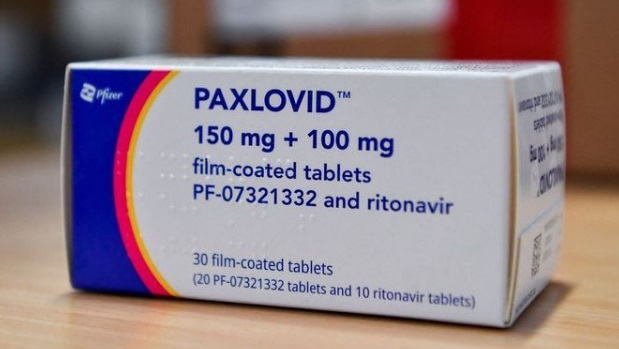 Pfizer
PAXLOVID™
150 mg + 100 mg
film-coated tablets
PF-07321332 and ritonavir
30 film-coated tablets
(20 PF-07321332 tablets and 10 ritonavir tablets)